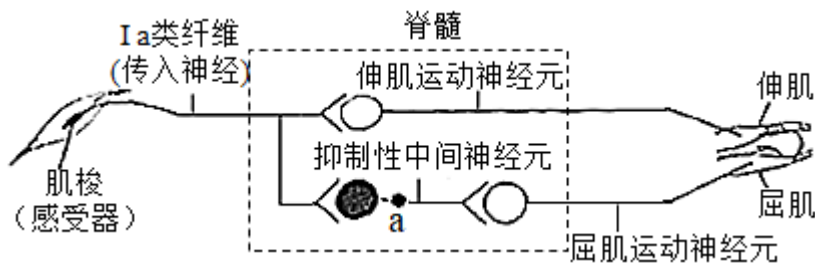 脊髓
Ia类纤维
(传入神经)
伸肌运动神经元
伸肌
抑制性中间神经元
肌梭
(感受器)
a
屈肌
屈肌运动神经元